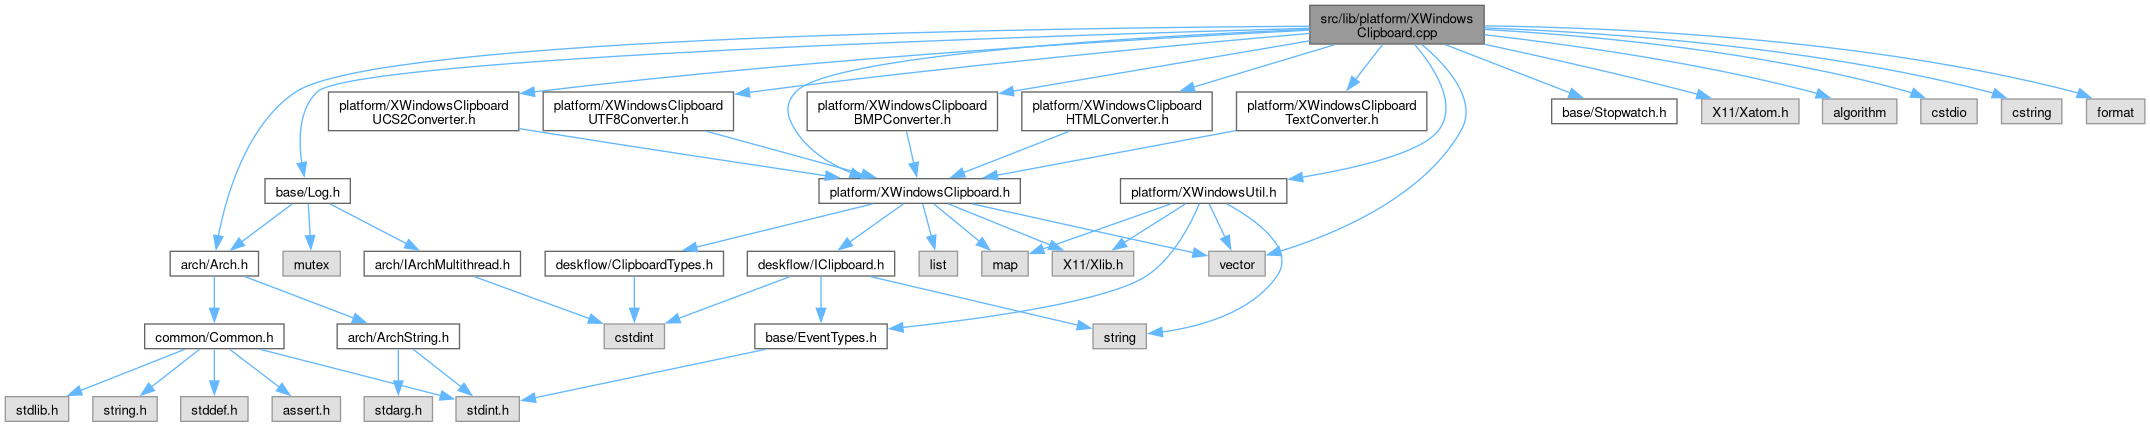 src/lib/platform/XWindows
Clipboard.cpp
platform/XWindowsClipboard
UCS2Converter.h
platform/XWindowsClipboard
UTF8Converter.h
platform/XWindowsClipboard
BMPConverter.h
platform/XWindowsClipboard
HTMLConverter.h
platform/XWindowsClipboard
TextConverter.h
base/Stopwatch.h
X11/Xatom.h
algorithm
cstdio
cstring
format
base/Log.h
platform/XWindowsClipboard.h
platform/XWindowsUtil.h
arch/Arch.h
mutex
arch/IArchMultithread.h
deskflow/ClipboardTypes.h
deskflow/IClipboard.h
list
map
X11/Xlib.h
vector
common/Common.h
arch/ArchString.h
cstdint
base/EventTypes.h
string
stdlib.h
string.h
stddef.h
assert.h
stdarg.h
stdint.h